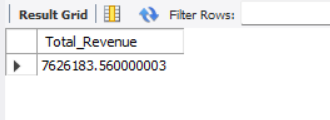 Result Grid Filter Rows:
Total_Revenue
7626183.560000003